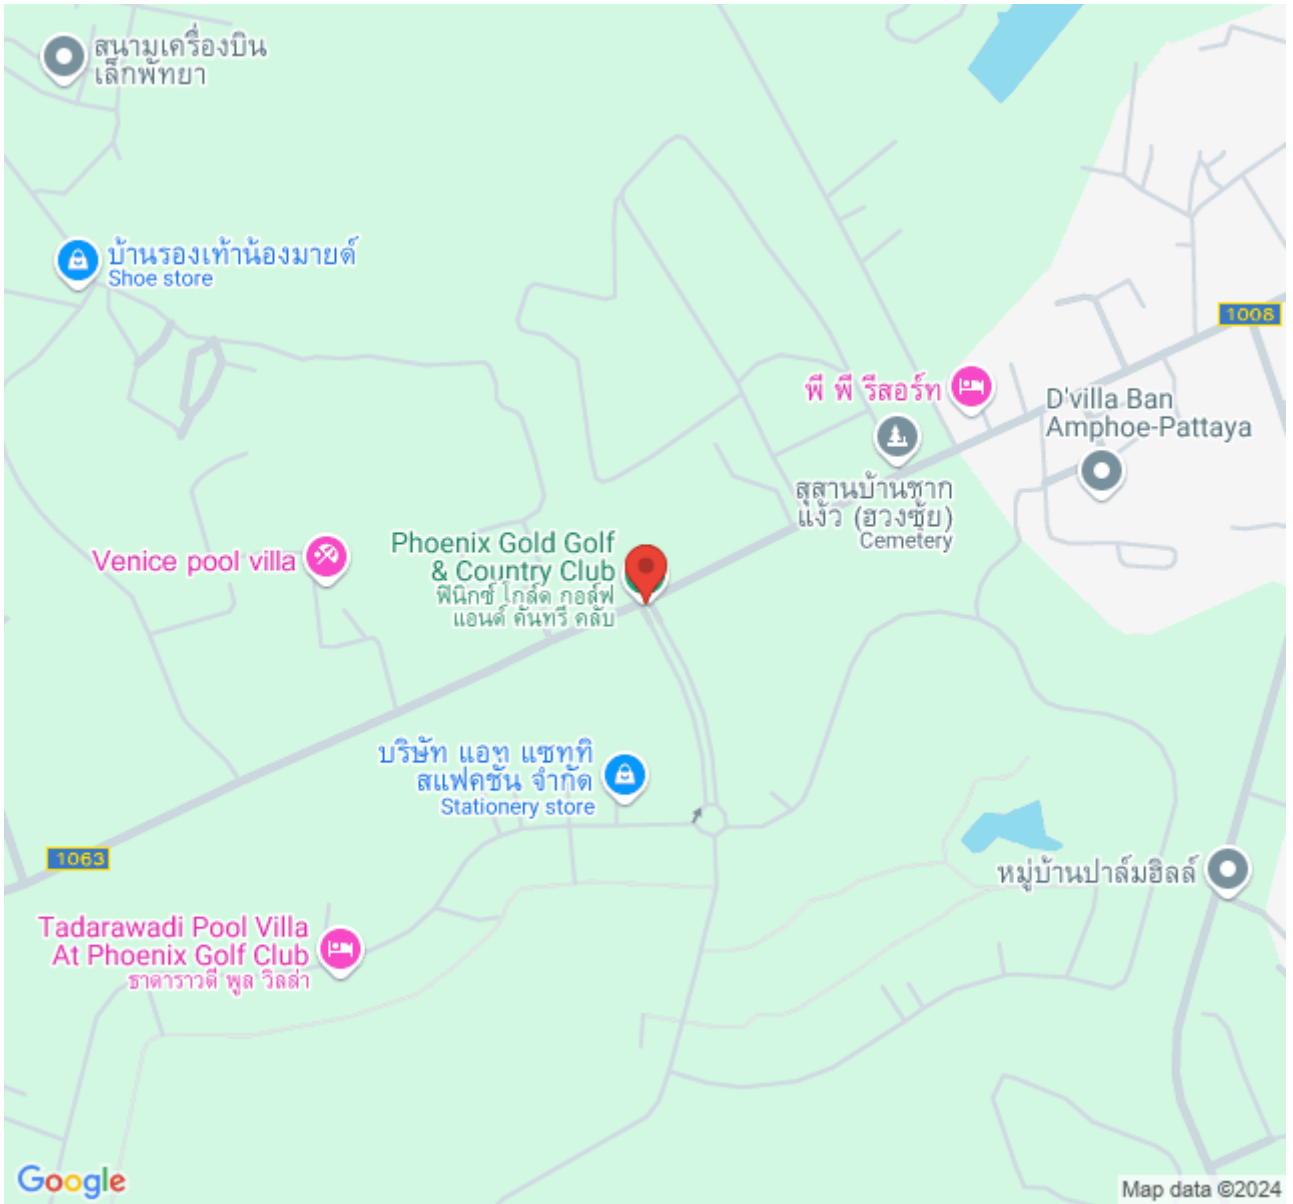 สนามเครื่องบิน
เล็กพัทยา
บ้านรองเท้าน้องมายด์
Shoe store
1008
พี พี รีสอร์ท
D'villa Ban
Amphoe-Pattaya
สุสานบ้านชาก
แง้ว (ฮวงซุ้ย)
Cemetery
Venice pool villa
Phoenix Gold Golf
& Country Club
ฟีนิกซ์ โกล์ด กอล์ฟ
แอนด์ คันทรี คลับ
บริษัท แอท แซททิ
สแฟคชั่น จำกัด
Stationery store
1063
หมู่บ้านปาล์มฮิลล์
Tadarawadi Pool Villa
At Phoenix Golf Club
ธาดาราวดี พูล วิลล่า
Google
Map data ©2024